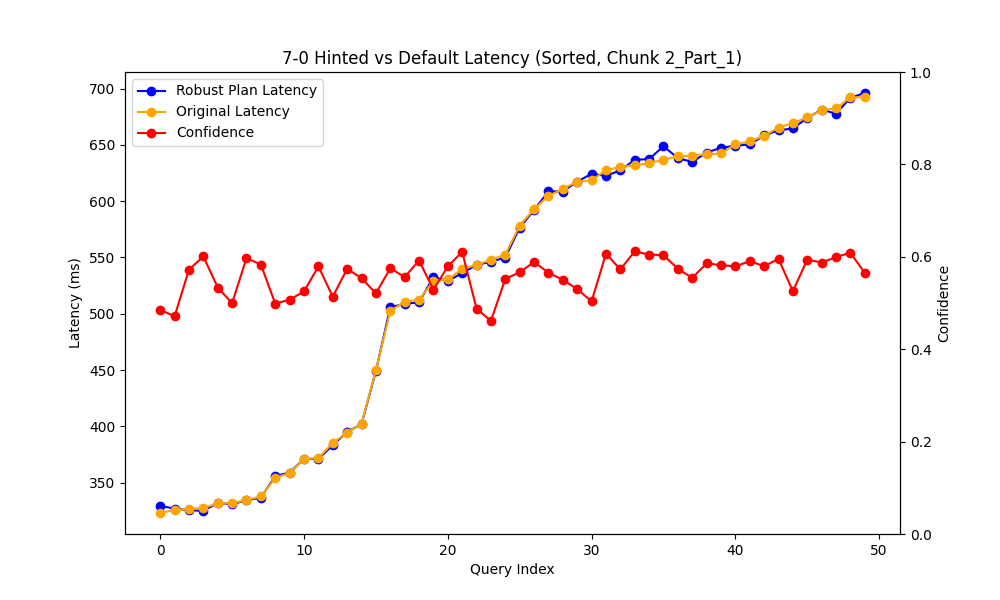 7-0 Hinted vs Default Latency (Sorted, Chunk 2_Part_1)
Robust Plan Latency
Original Latency
Confidence
700
650
600
550
500
450
400
350
Latency (ms)
1.0
0.8
0.6
0.4
0.2
0.0
Confidence
0
10
20
30
40
50
Query Index